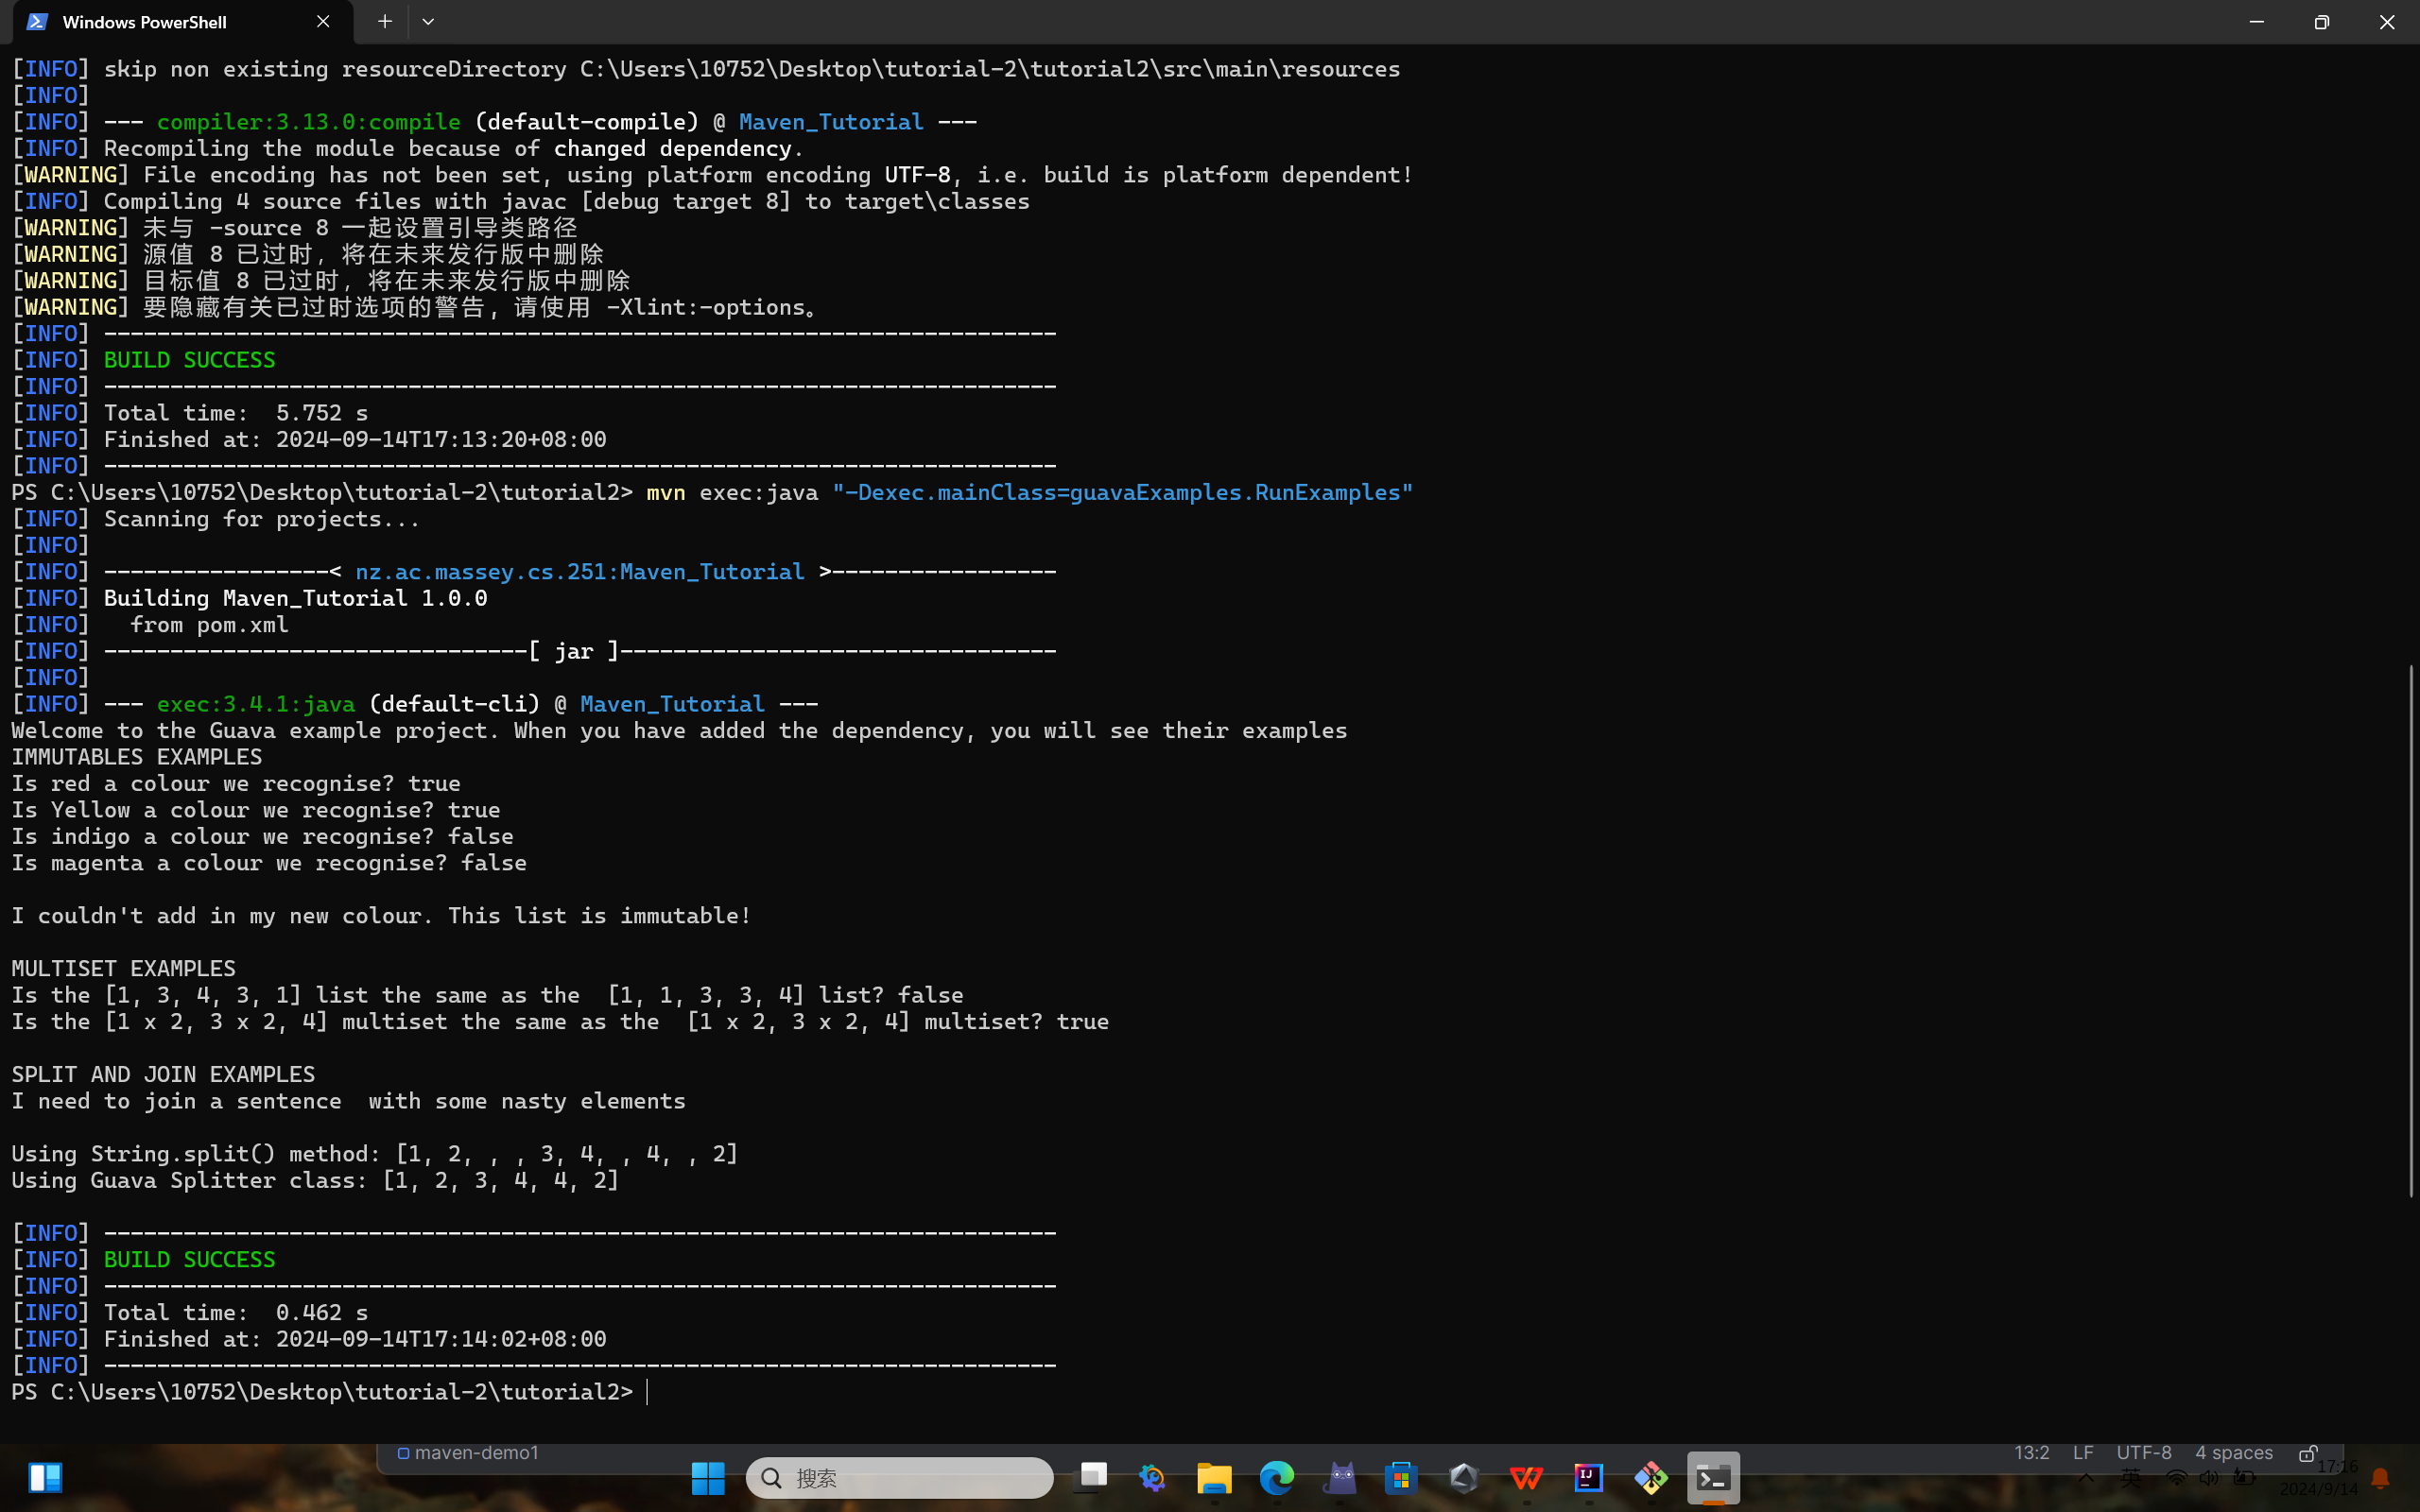 Windows PowerShell
[INFO] skip non existing resourceDirectory C:\Users\10752\Desktop\tutorial-2\tutorial2\src\main\resources
[INFO]
[INFO] --- compiler:3.13.0:compile (default-compile) @ Maven_Tutorial ---
[INFO] Recompiling the module because of changed dependency.
[WARNING] File encoding has not been set, using platform encoding UTF-8, i.e. build is platform dependent!
[INFO] Compiling 4 source files with javac [debug target 8] to target\classes
[WARNING] 未与 -source 8 一起设置引导类路径
[WARNING] 源值 8 已过时，将在未来发行版中删除
[WARNING] 目标值 8 已过时，将在未来发行版中删除
[WARNING] 要隐藏有关已过时选项的警告，请使用 -Xlint:-options。
[INFO] ------------------------------------------------------------------------
[INFO] BUILD SUCCESS
[INFO] ------------------------------------------------------------------------
[INFO] Total time:  5.752 s
[INFO] Finished at: 2024-09-14T17:13:20+08:00
[INFO] ------------------------------------------------------------------------
PS C:\Users\10752\Desktop\tutorial-2\tutorial2> mvn exec:java "-Dexec.mainClass=guavaExamples.RunExamples"
[INFO] Scanning for projects...
[INFO]
[INFO] -----------------< nz.ac.massey.cs.251:Maven_Tutorial >-----------------
[INFO] Building Maven_Tutorial 1.0.0
[INFO]   from pom.xml
[INFO] --------------------------------[ jar ]---------------------------------
[INFO]
[INFO] --- exec:3.4.1:java (default-cli) @ Maven_Tutorial ---
Welcome to the Guava example project. When you have added the dependency, you will see their examples
IMMUTABLES EXAMPLES
Is red a colour we recognise? true
Is Yellow a colour we recognise? true
Is indigo a colour we recognise? false
Is magenta a colour we recognise? false
I couldn't add in my new colour. This list is immutable!
MULTISET EXAMPLES
Is the [1, 3, 4, 3, 1] list the same as the  [1, 1, 3, 3, 4] list? false
Is the [1 x 2, 3 x 2, 4] multiset the same as the  [1 x 2, 3 x 2, 4] multiset? true
SPLIT AND JOIN EXAMPLES
I need to join a sentence  with some nasty elements
Using String.split() method: [1, 2, , , 3, 4, , 4, , 2]
Using Guava Splitter class: [1, 2, 3, 4, 4, 2]
[INFO] ------------------------------------------------------------------------
[INFO] BUILD SUCCESS
[INFO] ------------------------------------------------------------------------
[INFO] Total time:  0.462 s
[INFO] Finished at: 2024-09-14T17:14:02+08:00
[INFO] ------------------------------------------------------------------------
PS C:\Users\10752\Desktop\tutorial-2\tutorial2>
maven-demo1
13:2 LF UTF-8 4 spaces
搜索
英
17:16
2024/9/14